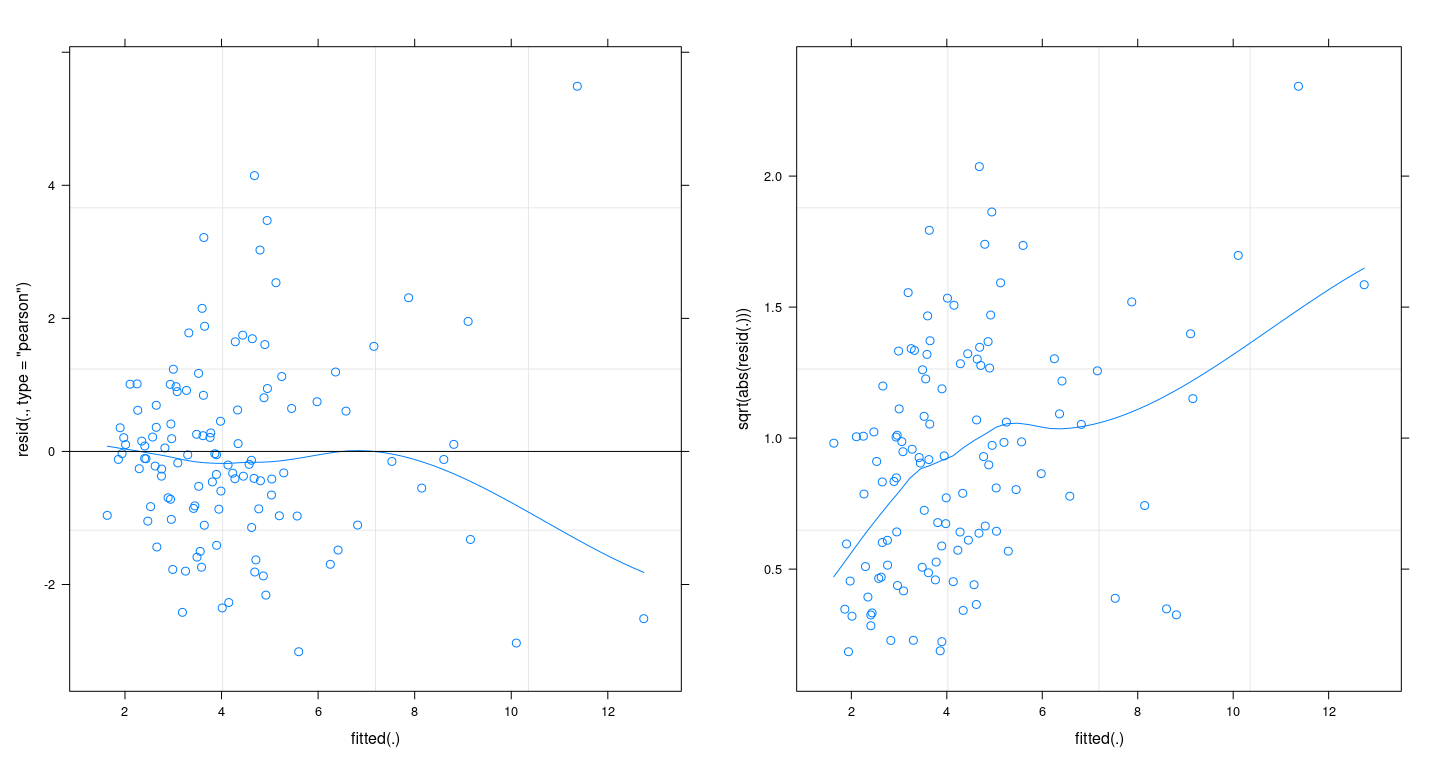 resid(., type = "pearson")
4
2
0
-2
2 4 6 8 10 12
fitted(.)
sqrt(abs(resid(.)))
2.0
1.5
1.0
0.5
2 4 6 8 10 12
fitted(.)